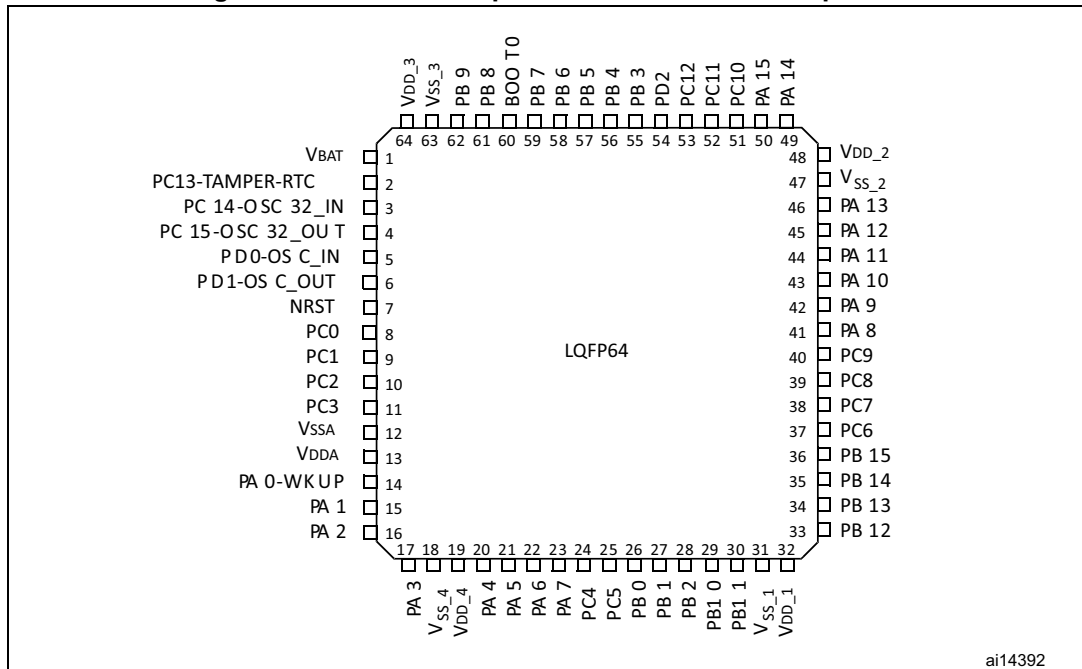 VDD_3
VSS_3
PB 9
PB 8
BOO T0
PB 7
PB 6
PB 5
PB 4
PB 3
PD2
PC12
PC11
PC10
PA 15
PA 14
64 63 62 61 60 59 58 57 56 55 54 53 52 51 50 49
VBAT 1
PC13-TAMPER-RTC 2
PC 14-OSC 32_IN 3
PC 15-OSC 32_OU T 4
PD0-OS C_IN 5
PD1-OS C_OUT 6
NRST 7
PC0 8
PC1 9
PC2 10
PC3 11
VSSA 12
VDDA 13
PA 0-WKUP 14
PA 1 15
PA 2 16
LQFP64
48 VDD_2
47 VSS_2
46 PA 13
45 PA 12
44 PA 11
43 PA 10
42 PA 9
41 PA 8
40 PC9
39 PC8
38 PC7
37 PC6
36 PB 15
35 PB 14
34 PB 13
33 PB 12
17 18 19 20 21 22 23 24 25 26 27 28 29 30 31 32
PA 3
VSS_4
VDD_4
PA 4
PA 5
PA 6
PA 7
PC4
PC5
PB 0
PB 1
PB 2
PB1 0
PB1 1
VSS_1
VDD_1
ai14392